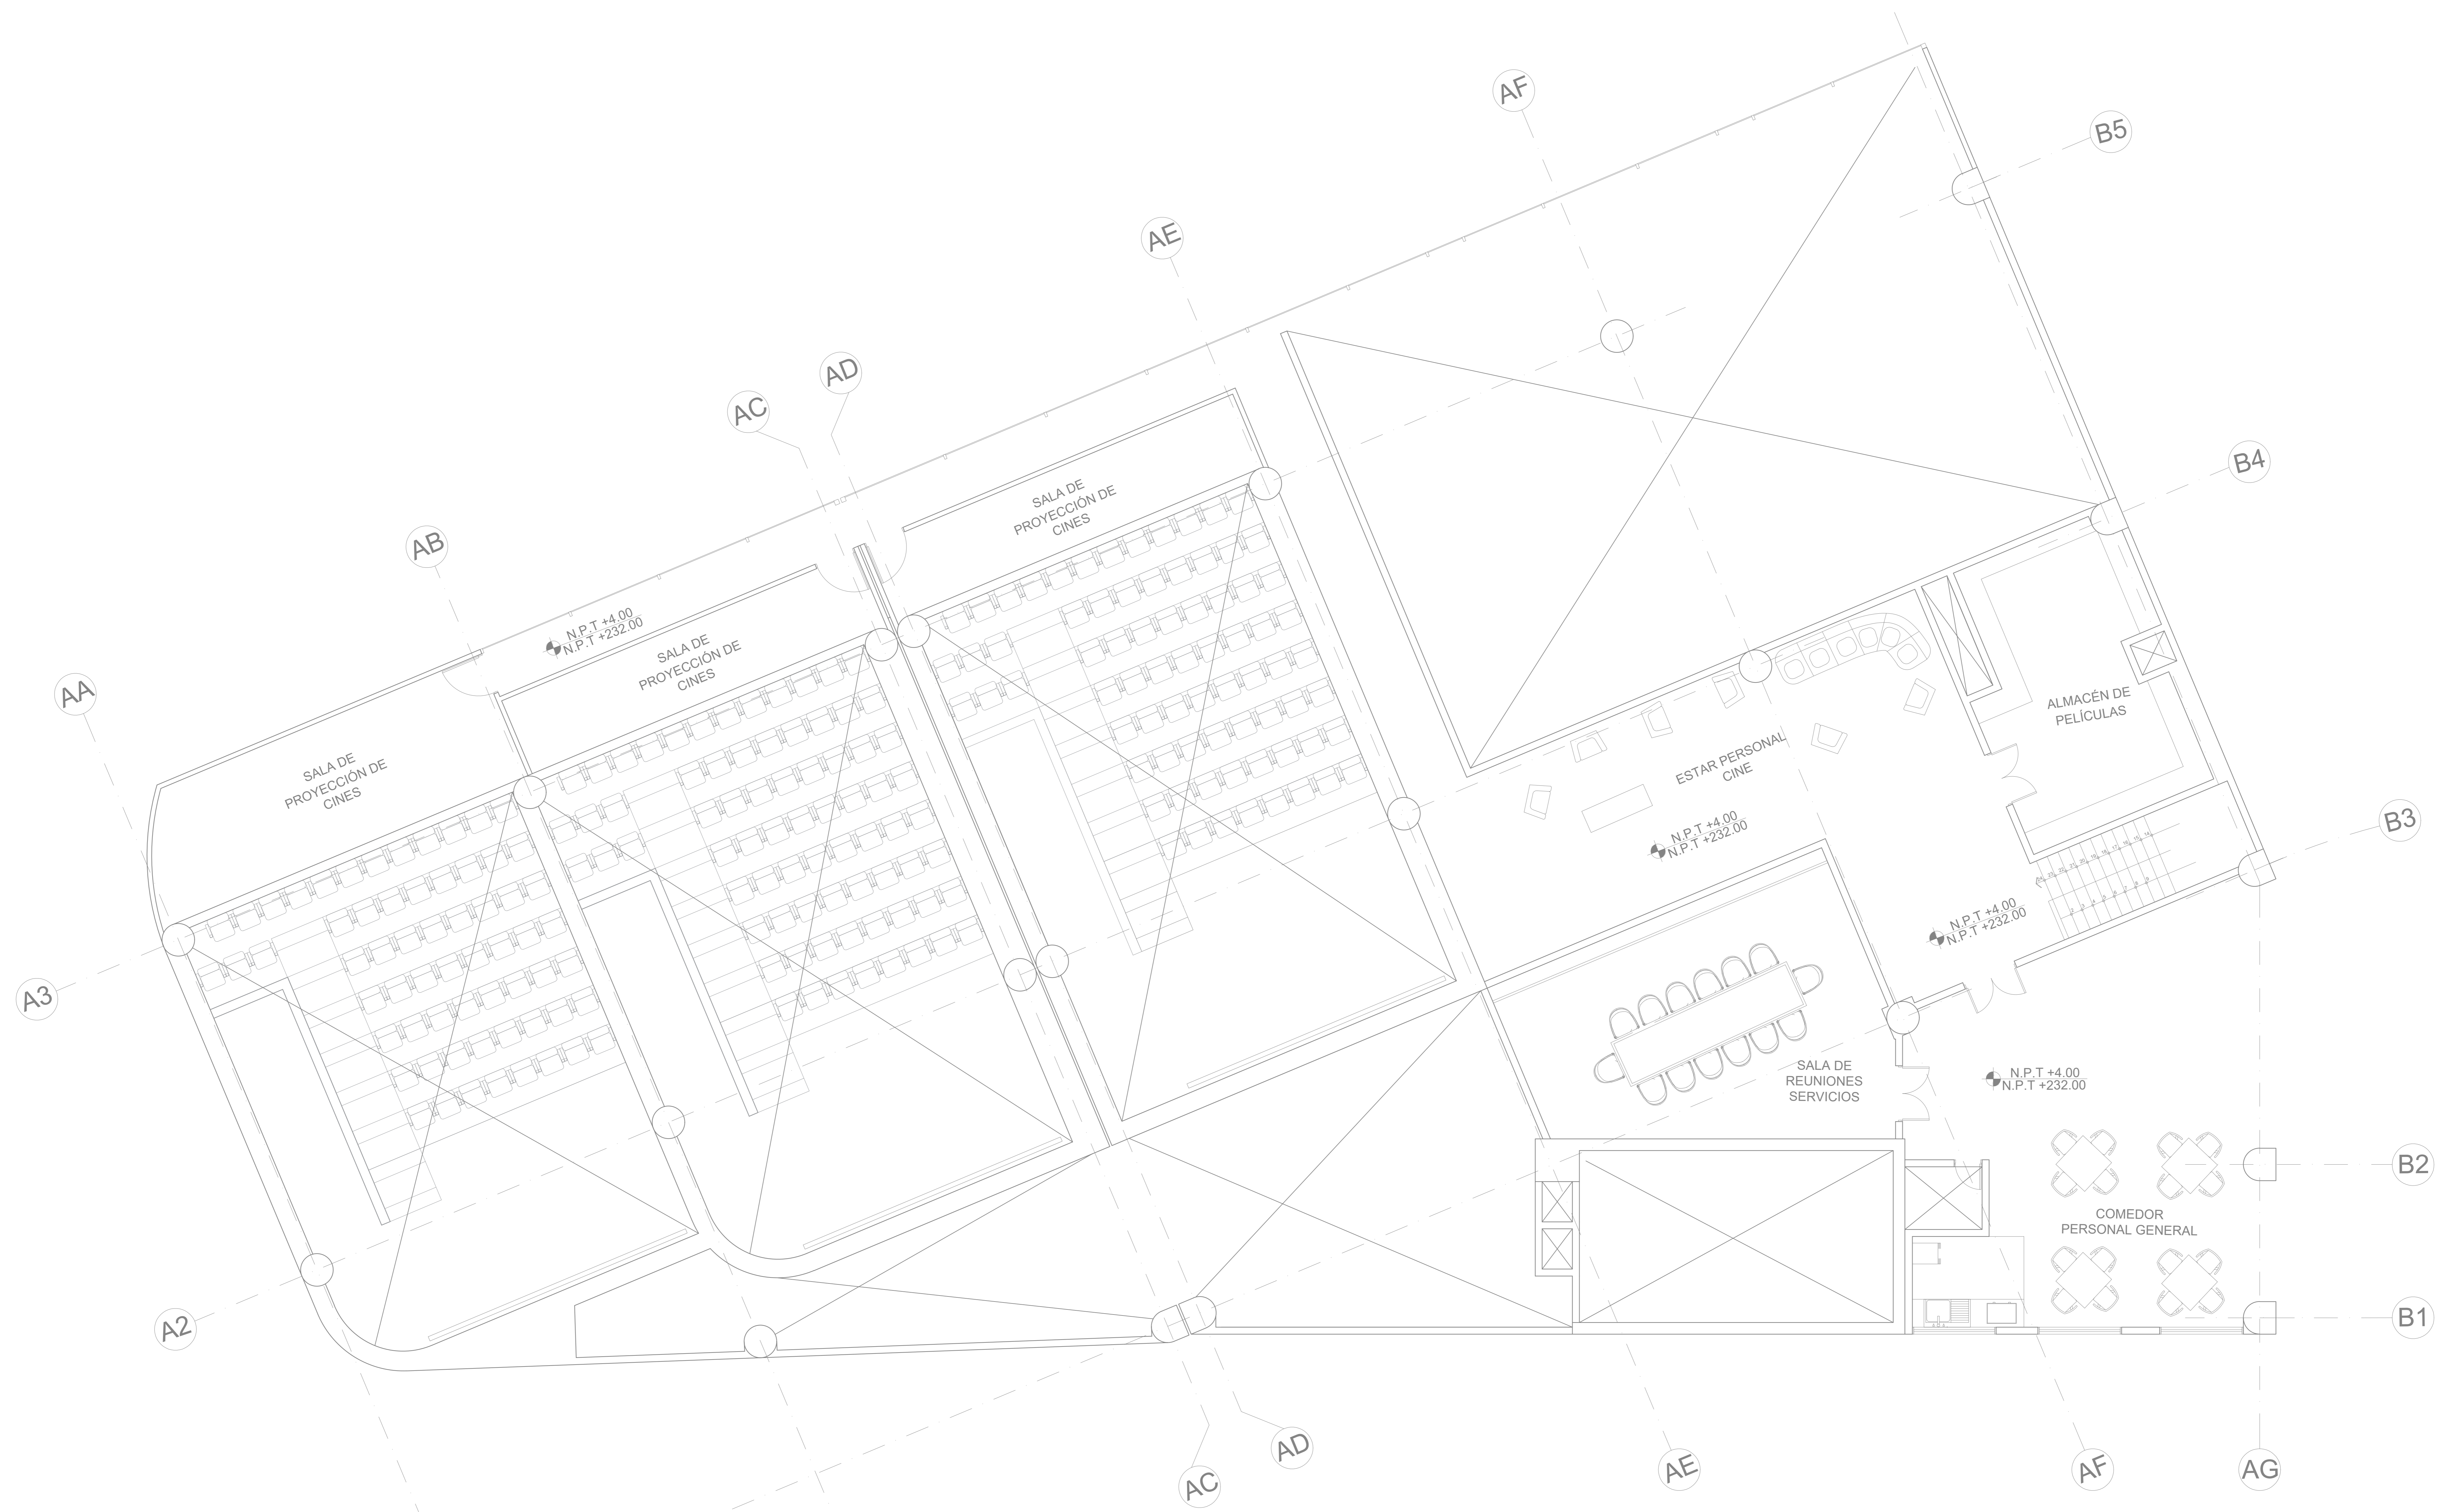 AF
B5
AE
AD
AC
B4
SALA DE
PROYECCIÓN DE
CINES
AB
N.P.T +4.00
N.P.T +232.00
SALA DE
PROYECCIÓN DE
CINES
AA
ALMACÉN DE
PELÍCULAS
SALA DE
PROYECCIÓN DE
CINES
ESTAR PERSONAL
CINE
N.P.T +4.00
N.P.T +232.00
B3
N.P.T +4.00
N.P.T +232.00
A3
SALA DE
REUNIONES
SERVICIOS
N.P.T +4.00
N.P.T +232.00
B2
COMEDOR
PERSONAL GENERAL
A2
B1
AD
AC
AE
AF
AG